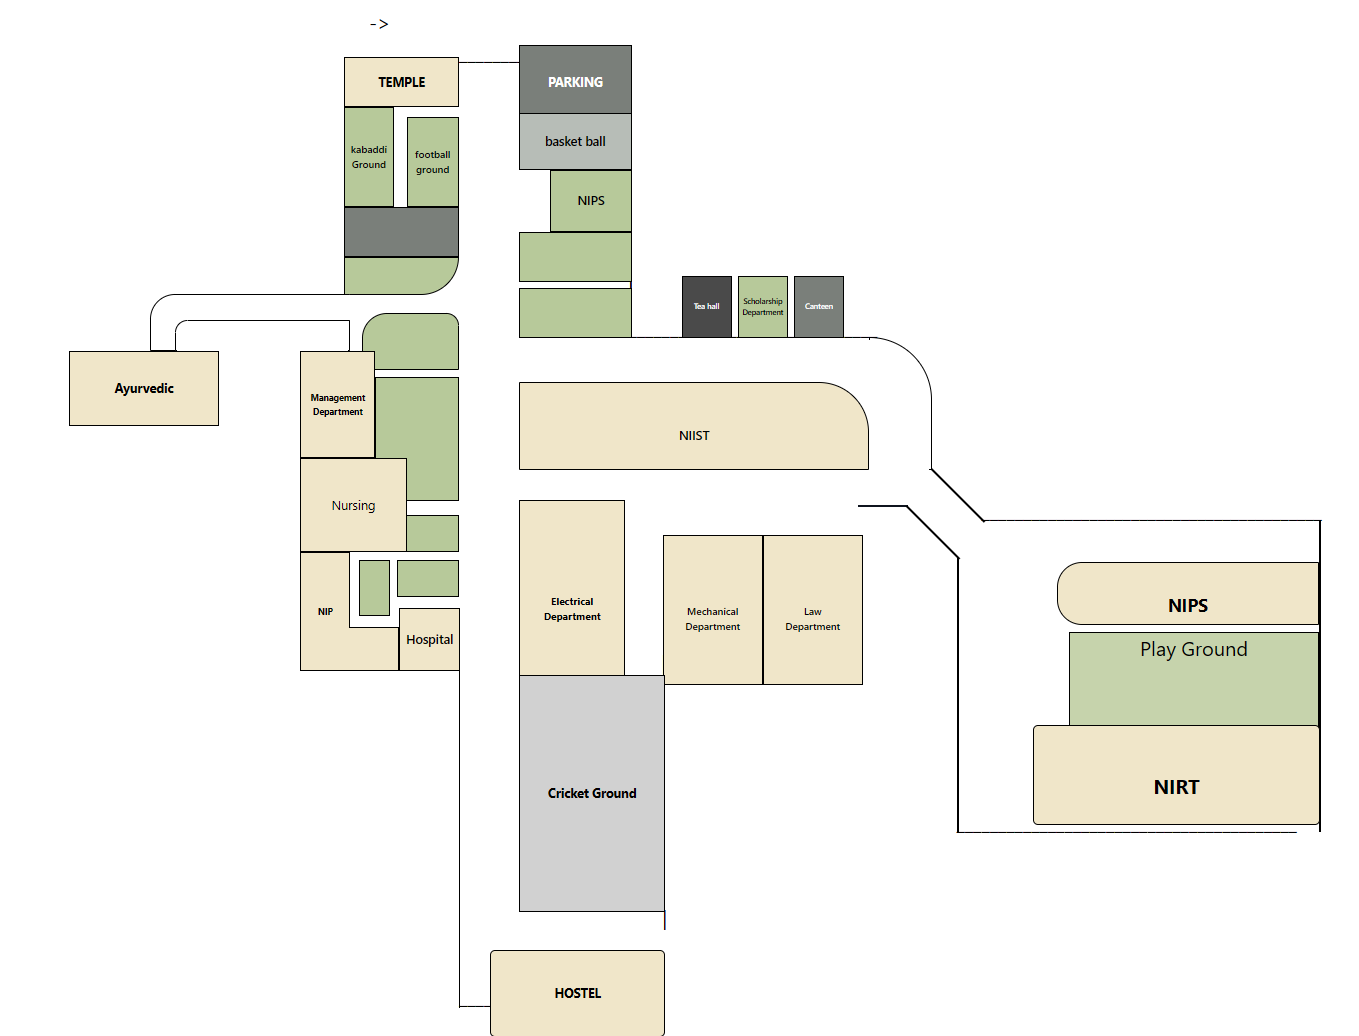 ->
TEMPLE
PARKING
basket ball
kabaddi
Ground
football
ground
NIPS
Tea hall
Scholarship
Department
Canteen
Ayurvedic
Management
Department
NIIST
Nursing
Electrical
Department
Mechanical
Department
Law
Department
NIP
Hospital
NIPS
Play Ground
NIRT
Cricket Ground
HOSTEL